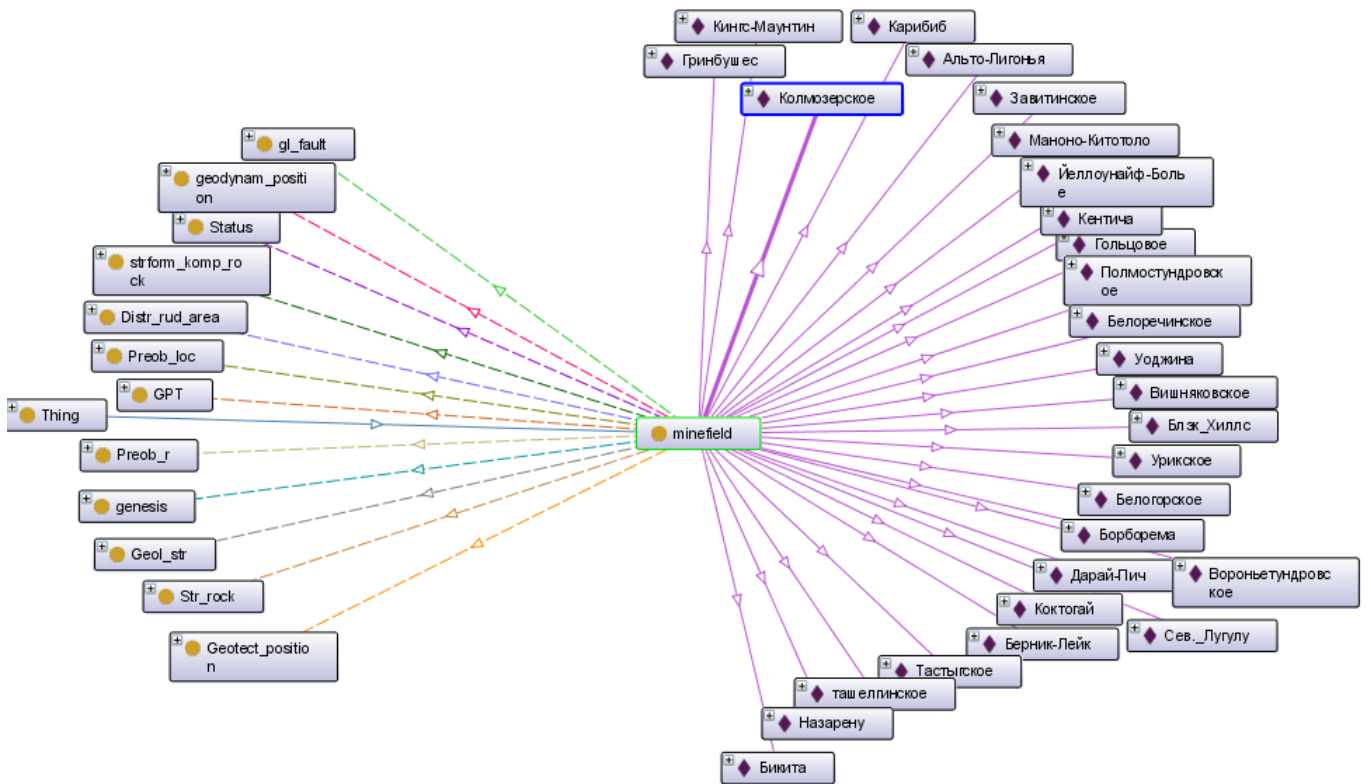 Кингс-Маунтин
Карибиб
Гринбушес
Альто-Лигонья
Колмозерское
Завитинское
gl_fault
Маноно-Китотоло
geodynam_positi
on
Йеллоунайф-Боль
е
Status
Кентича
Гольцовое
strform_komp_ro
ck
Полмостундровск
ое
Distr_rud_area
Белореченское
Preob_loc
Уоджина
GPT
Вишняковское
Thing
Блэк_Хиллс
minefield
Preob_r
Урикское
genesis
Белогорское
Борборема
Geol_str
Дарай-Пич
Вороньетундровс
кое
Str_rock
Коктогай
Сев._Лугулу
Берник-Лейк
Geotect_positio
n
Тастыгское
ташелгинское
Назарену
Бикита